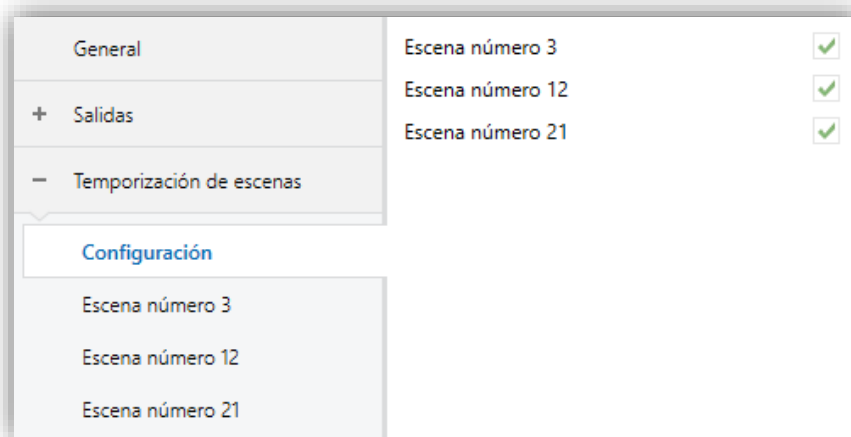 General
+ Salidas
− Temporización de escenas
Configuración
Escena número 3
Escena número 12
Escena número 21
Escena número 3
Escena número 12
Escena número 21